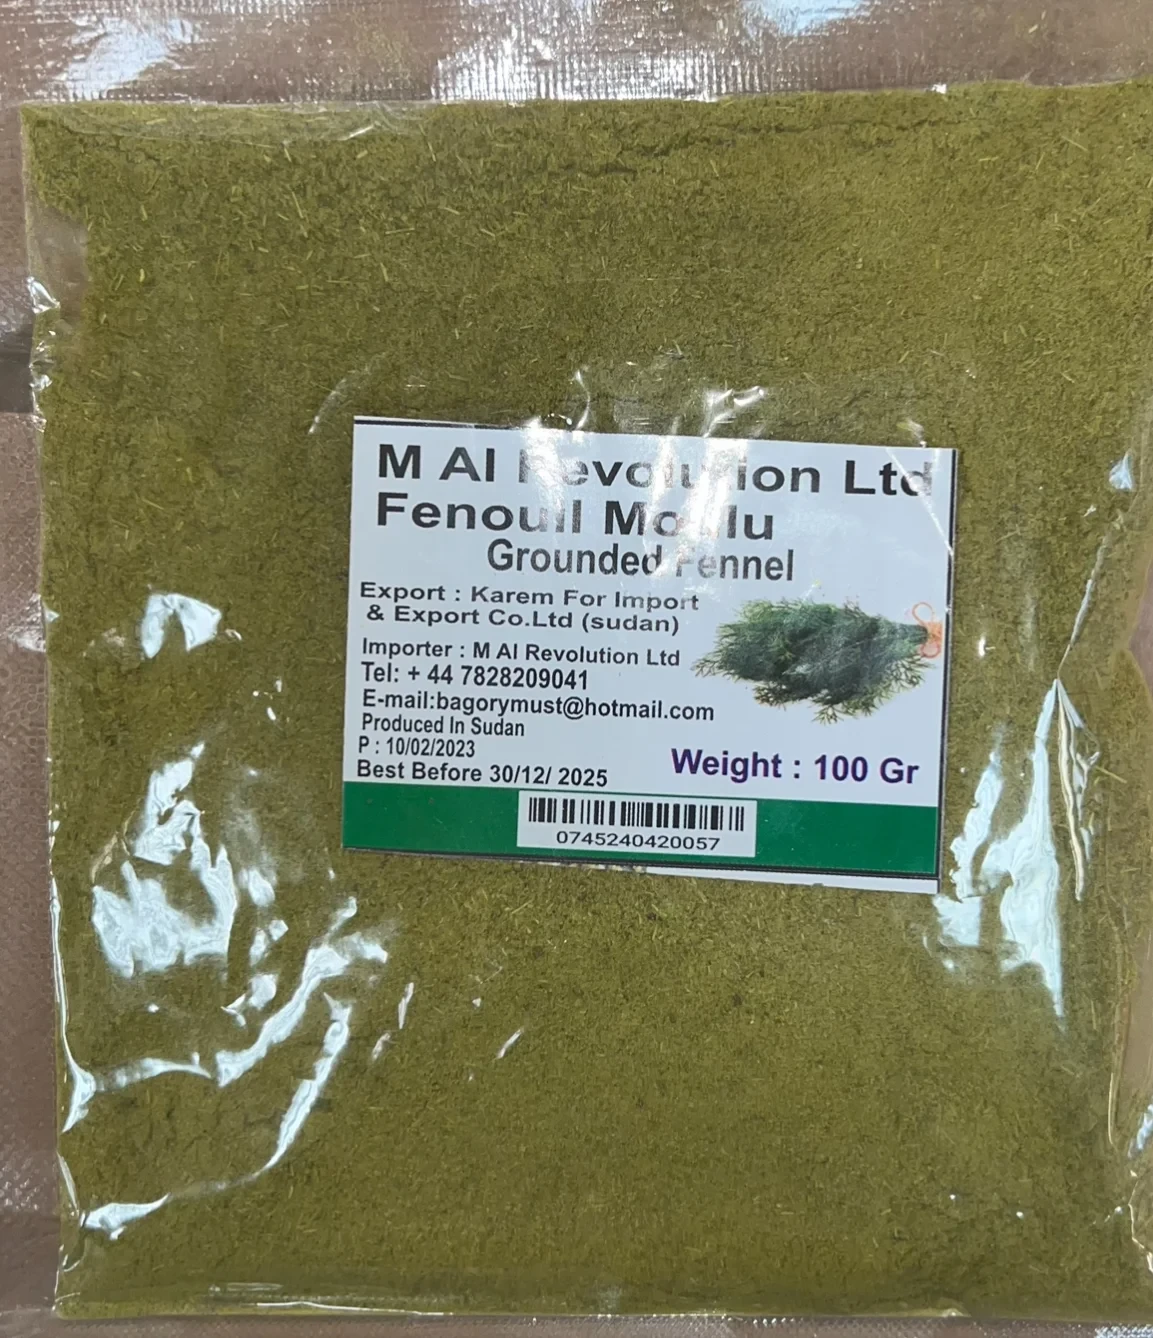 M Al Revolution Ltd
Fenouil Moulu
Grounded Fennel
Export : Karem For Import
& Export Co.Ltd (sudan)
Importer : M Al Revolution Ltd
Tel: + 44 7828209041
E-mail:bagorymust@hotmail.com
Produced In Sudan
P : 10/02/2023
Best Before 30/12/ 2025
Weight : 100 Gr
0745240420057